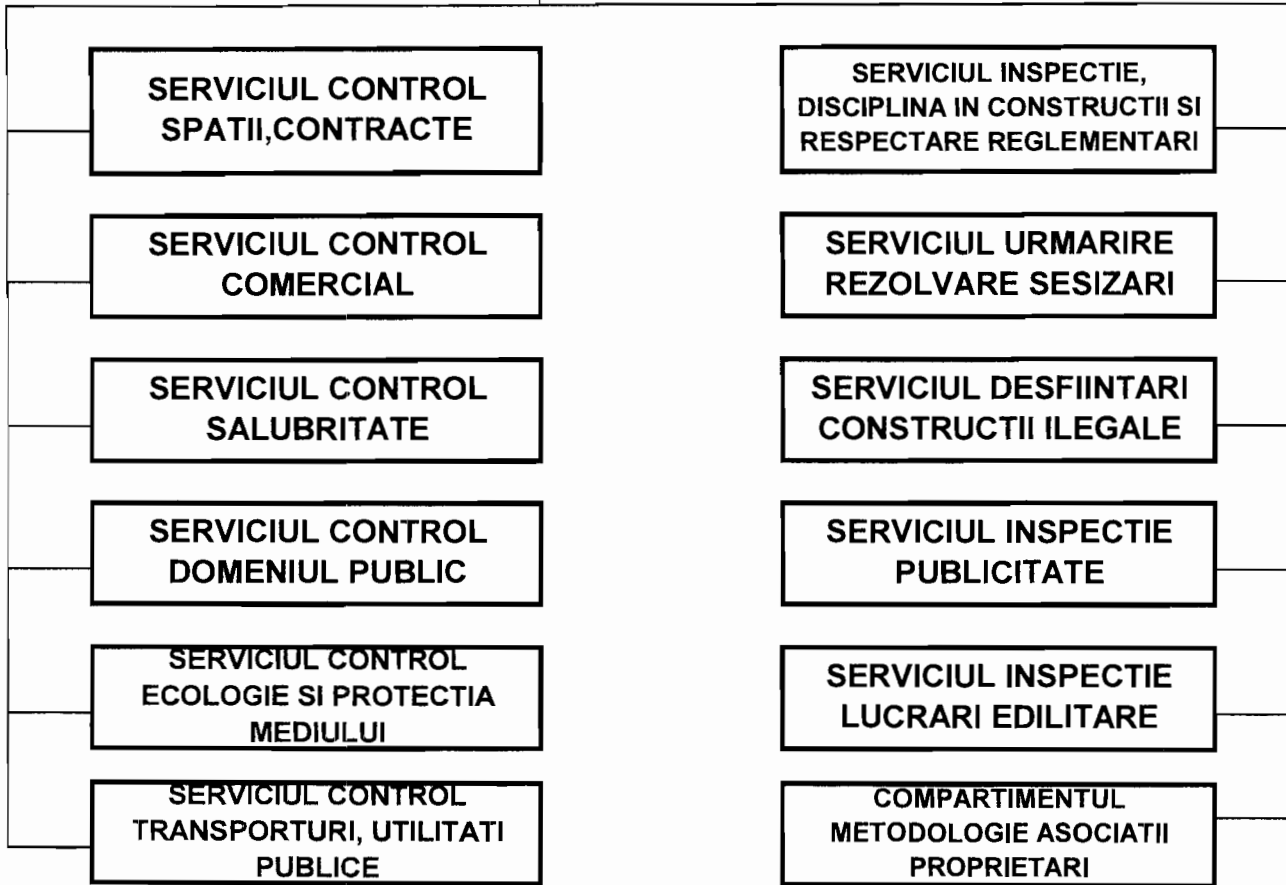 SERVICIUL CONTROL
SPATII,CONTRACTE
SERVICIUL CONTROL
COMERCIAL
SERVICIUL CONTROL
SALUBRITATE
SERVICIUL CONTROL
DOMENIUL PUBLIC
SERVICIUL CONTROL
ECOLOGIE SI PROTECTIA
MEDIULUI
SERVICIUL CONTROL
TRANSPORTURI, UTILITATI
PUBLICE
SERVICIUL INSPECTIE,
DISCIPLINA IN CONSTRUCTII SI
RESPECTARE REGLEMENTARI
SERVICIUL URMARIRE
REZOLVARE SESIZARI
SERVICIUL DESFIINTARI
CONSTRUCTII ILEGALE
SERVICIUL INSPECTIE
PUBLICITATE
SERVICIUL INSPECTIE
LUCRARI EDILITARE
COMPARTIMENTUL
METODOLOGIE ASOCIATII
PROPRIETARI